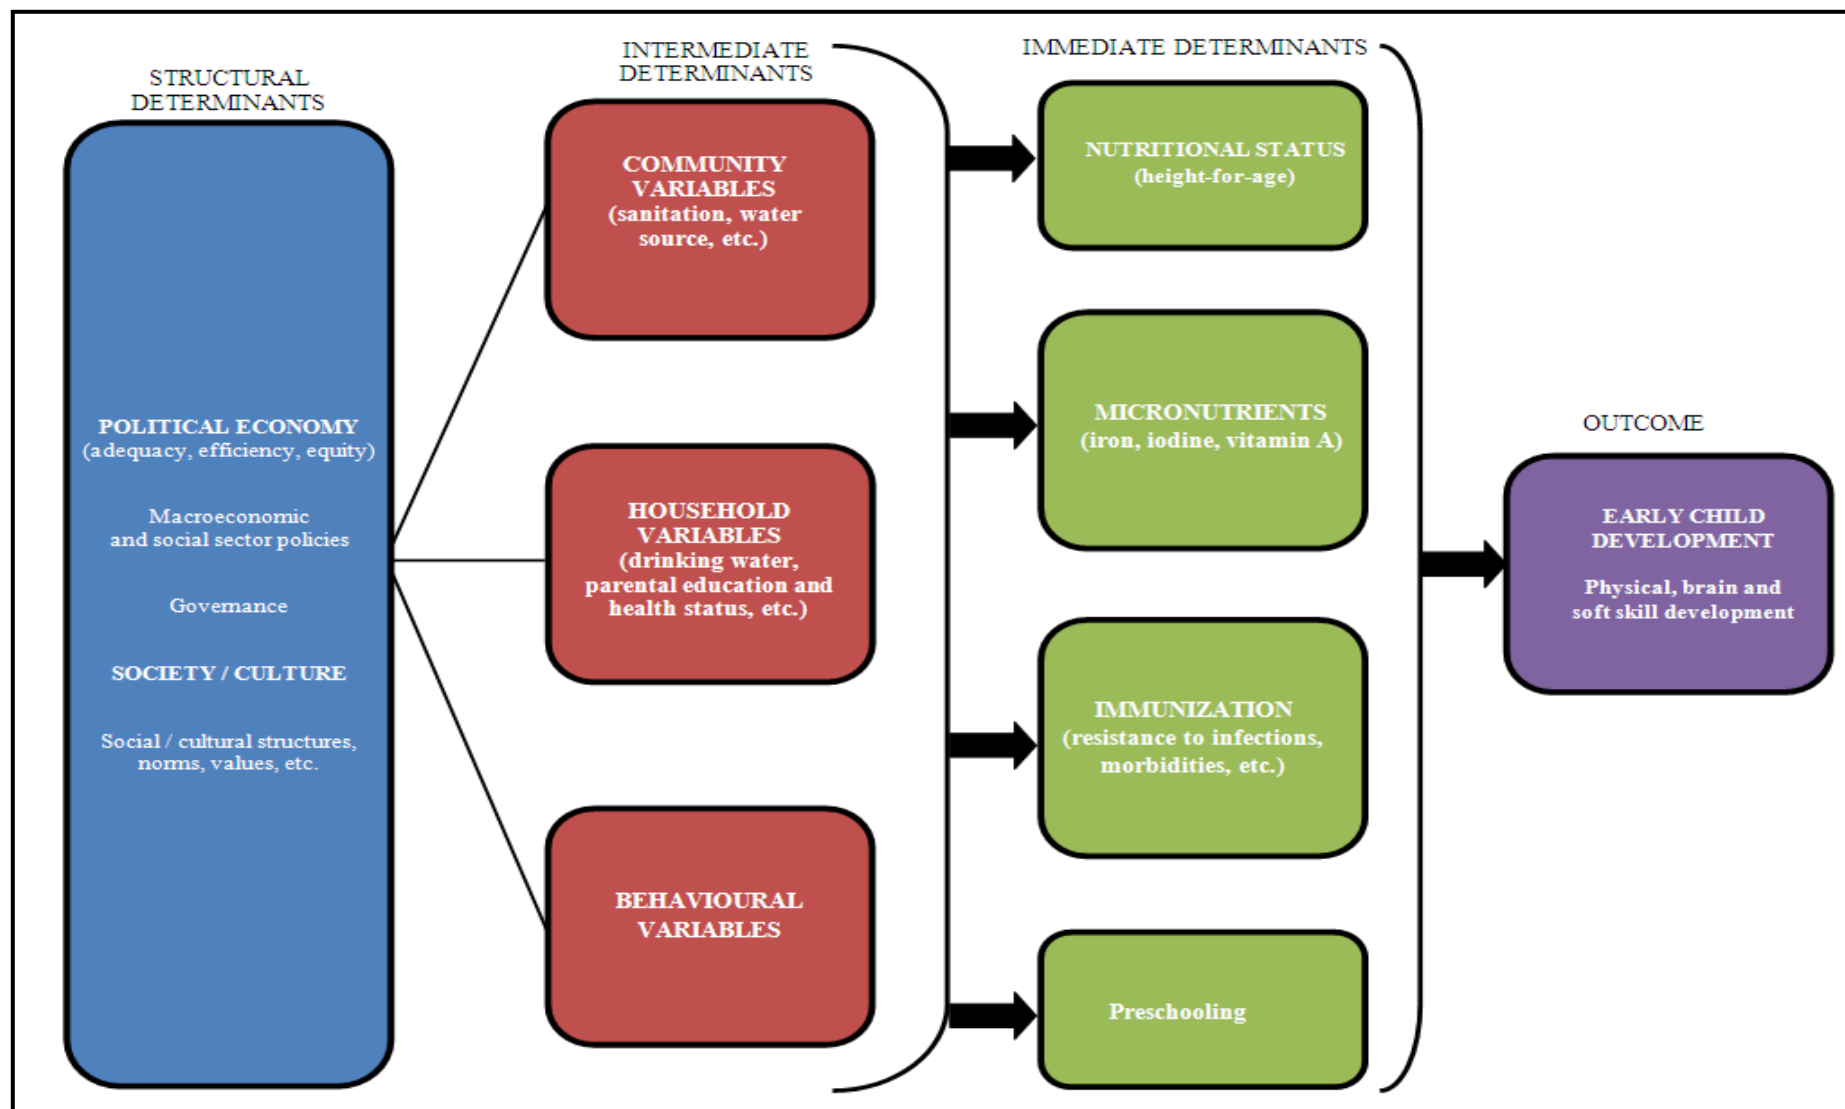 STRUCTURAL
DETERMINANTS
POLITICAL ECONOMY
(adequacy, efficiency, equity)
Macroeconomic
and social sector policies
Governance
SOCIETY / CULTURE
Social / cultural structures,
norms, values, etc.
INTERMEDIATE
DETERMINANTS
COMMUNITY
VARIABLES
(sanitation, water
source, etc.)
HOUSEHOLD
VARIABLES
(drinking water,
parental education and
health status, etc.)
BEHAVIOURAL
VARIABLES
IMMEDIATE DETERMINANTS
NUTRITIONAL STATUS
(height-for-age)
MICRONUTRIENTS
(iron, iodine, vitamin A)
IMMUNIZATION
(resistance to infections,
morbidities, etc.)
Preschooling
OUTCOME
EARLY CHILD
DEVELOPMENT
Physical, brain and
soft skill development